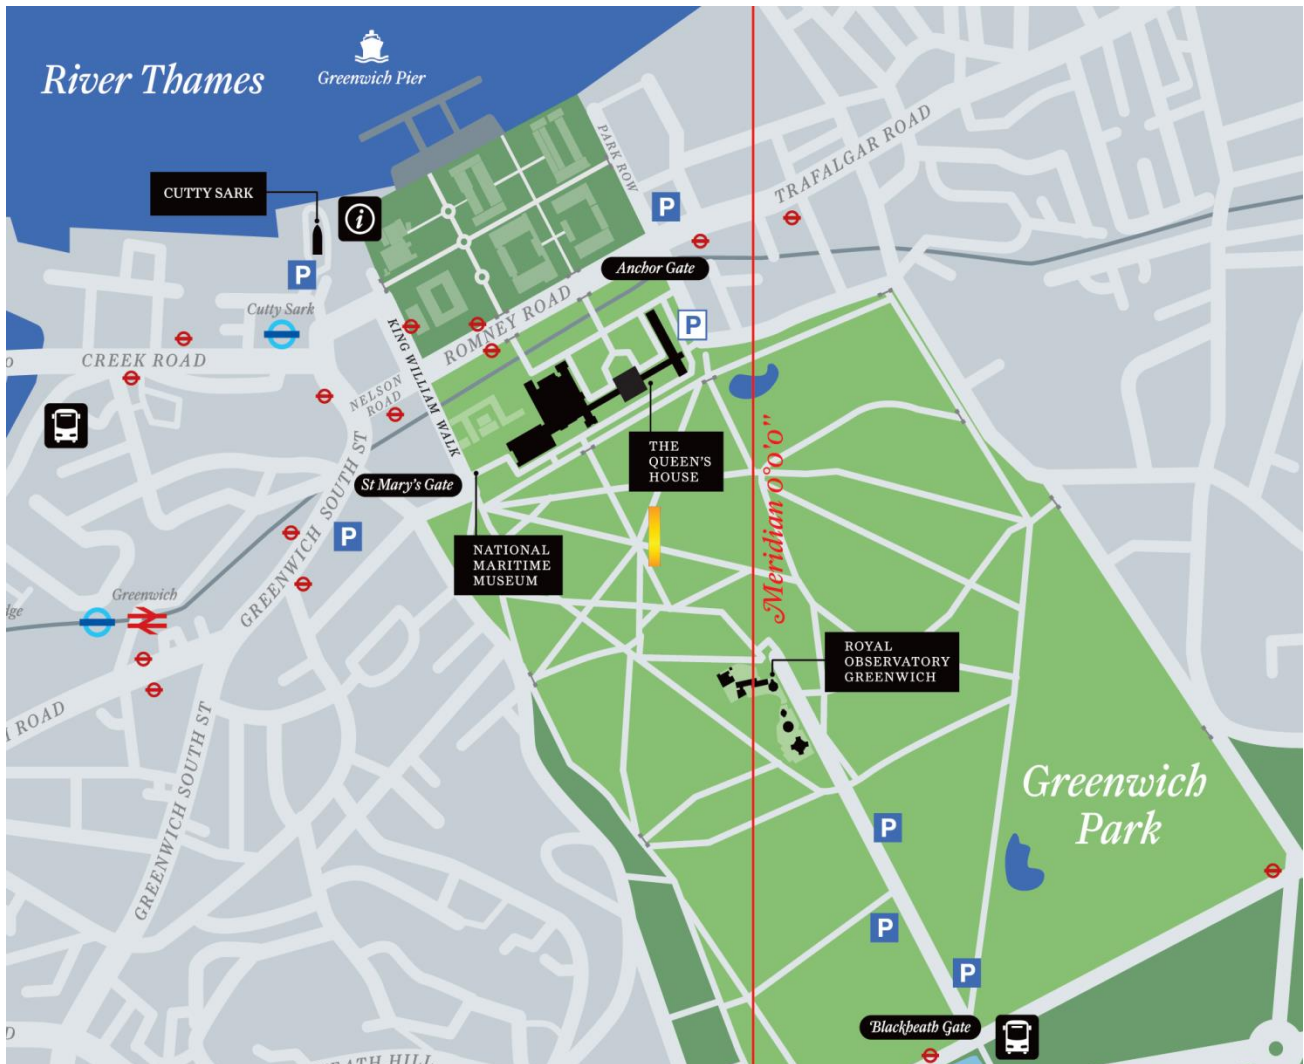 River Thames
Greenwich Pier
PARK ROW
TRAFALGAR ROAD
CUTTY SARK
i
P
P
Anchor Gate
Cutty Sark
P
CREEK ROAD
KING WILLIAM WALK
ROMNEY ROAD
NELSON
ROAD
THE
QUEEN'S
HOUSE
Meridian 0°0'0"
St Mary's Gate
GREENWICH SOUTH ST
P
NATIONAL
MARITIME
MUSEUM
Greenwich
ROYAL
OBSERVATORY
GREENWICH
ROAD
GREENWICH SOUTH ST
Greenwich
Park
P
P
P
Blackheath Gate
HILL